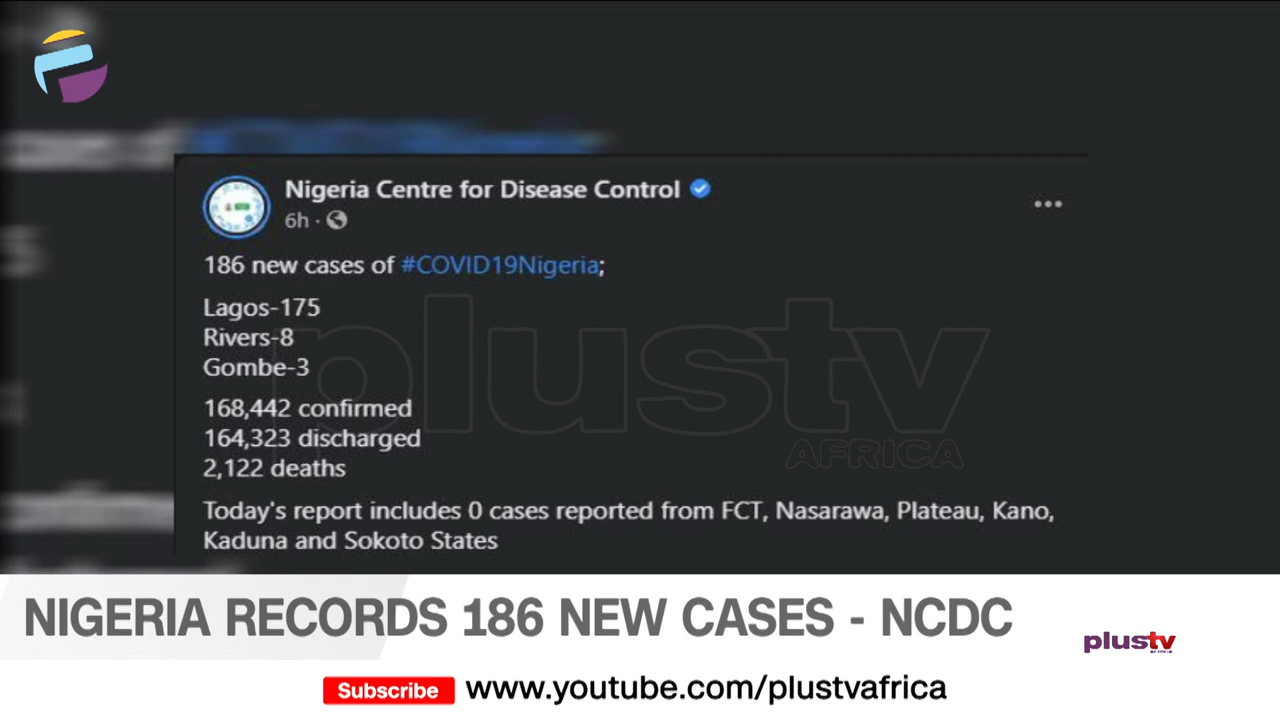 Nigeria Centre for Disease Control
6h ·
186 new cases of #COVID19Nigeria;
Lagos-175
Rivers-8
Gombe-3
168,442 confirmed
164,323 discharged
2,122 deaths
Today's report includes 0 cases reported from FCT, Nasarawa, Plateau, Kano,
Kaduna and Sokoto States
plustv
AFRICA
NIGERIA RECORDS 186 NEW CASES - NCDC
plustv
Subscribe www.youtube.com/plustvafrica